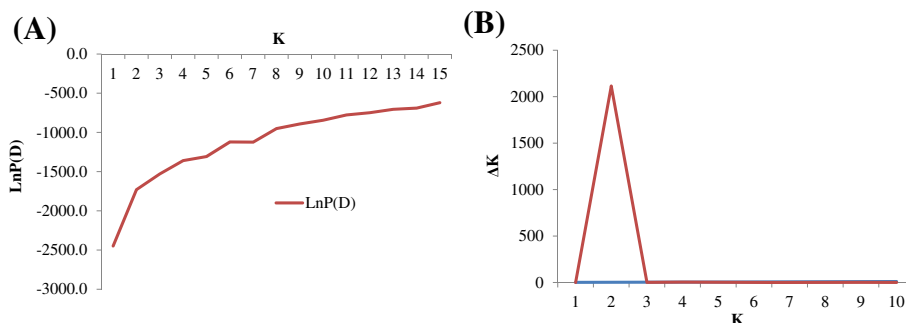 (A)
K
0.0
1 2 3 4 5 6 7 8 9 10 11 12 13 14 15
-500.0
-1000.0
-1500.0
-2000.0
-2500.0
-3000.0
LnP(D)
LnP(D)
(B)
2500
2000
1500
1000
500
0
ΔK
1 2 3 4 5 6 7 8 9 10
K